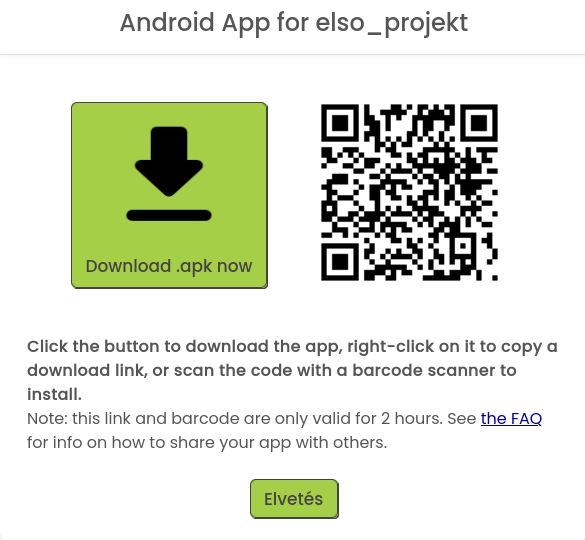 Android App for elso_projekt
Download .apk now
Click the button to download the app, right-click on it to copy a
download link, or scan the code with a barcode scanner to
install.
Note: this link and barcode are only valid for 2 hours. See the FAQ
for info on how to share your app with others.
Elvetés